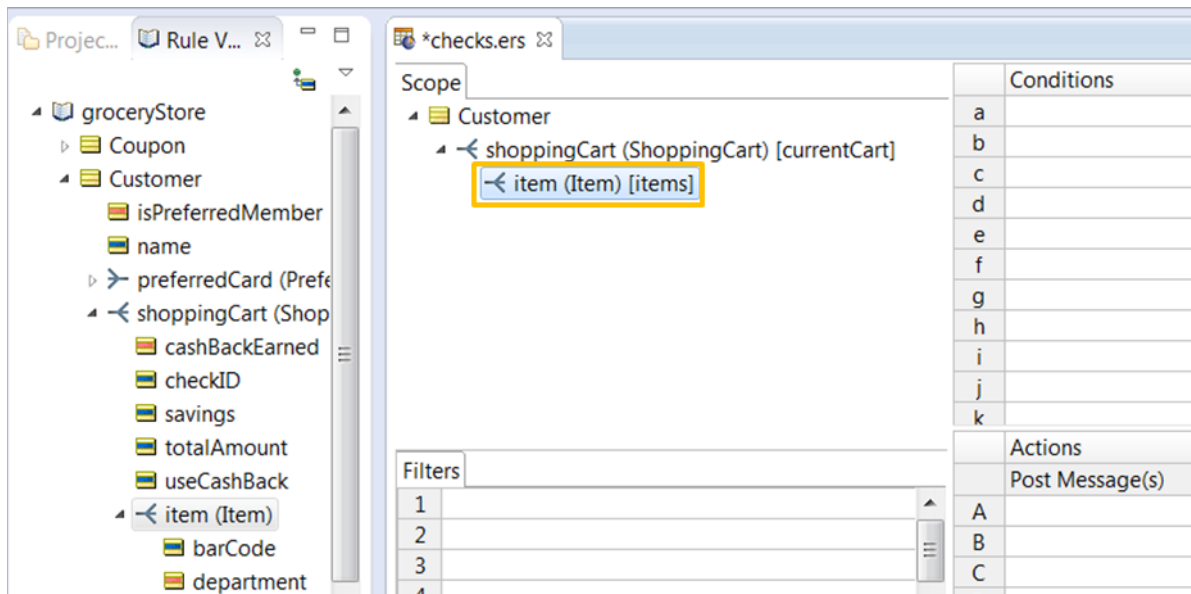 Projec...
Rule V...
groceryStore
Coupon
Customer
isPreferredMember
name
preferredCard (Prefe
shoppingCart (Shop
cashBackEarned
checkID
savings
totalAmount
useCashBack
item (Item)
barCode
department
*checks.ers
Scope
Customer
shoppingCart (ShoppingCart) [currentCart]
item (Item) [items]
Filters
1
2
3
4
Conditions
a
b
c
d
e
f
g
h
i
j
k
Actions
Post Message(s)
A
B
C